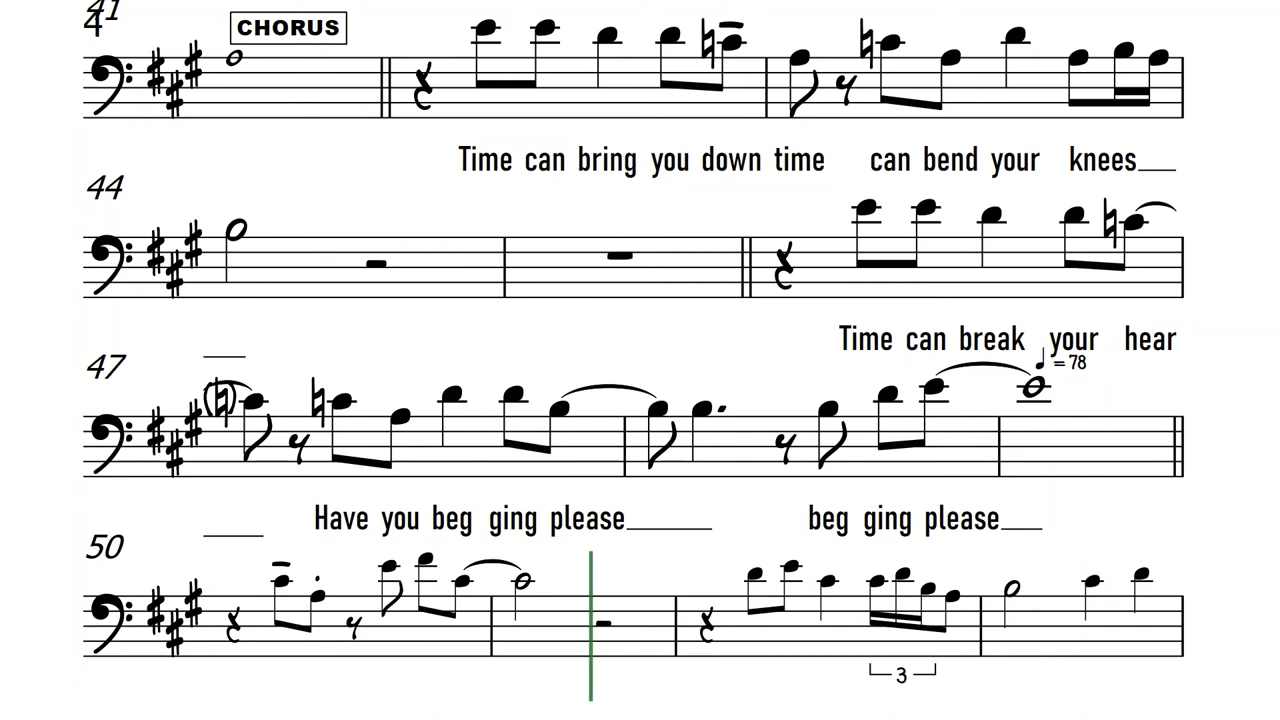 41
4
CHORUS
Time can bring you down time can bend your knees
44
Time can break your hear
47
= 78
Have you beg ging please beg ging please
50
3